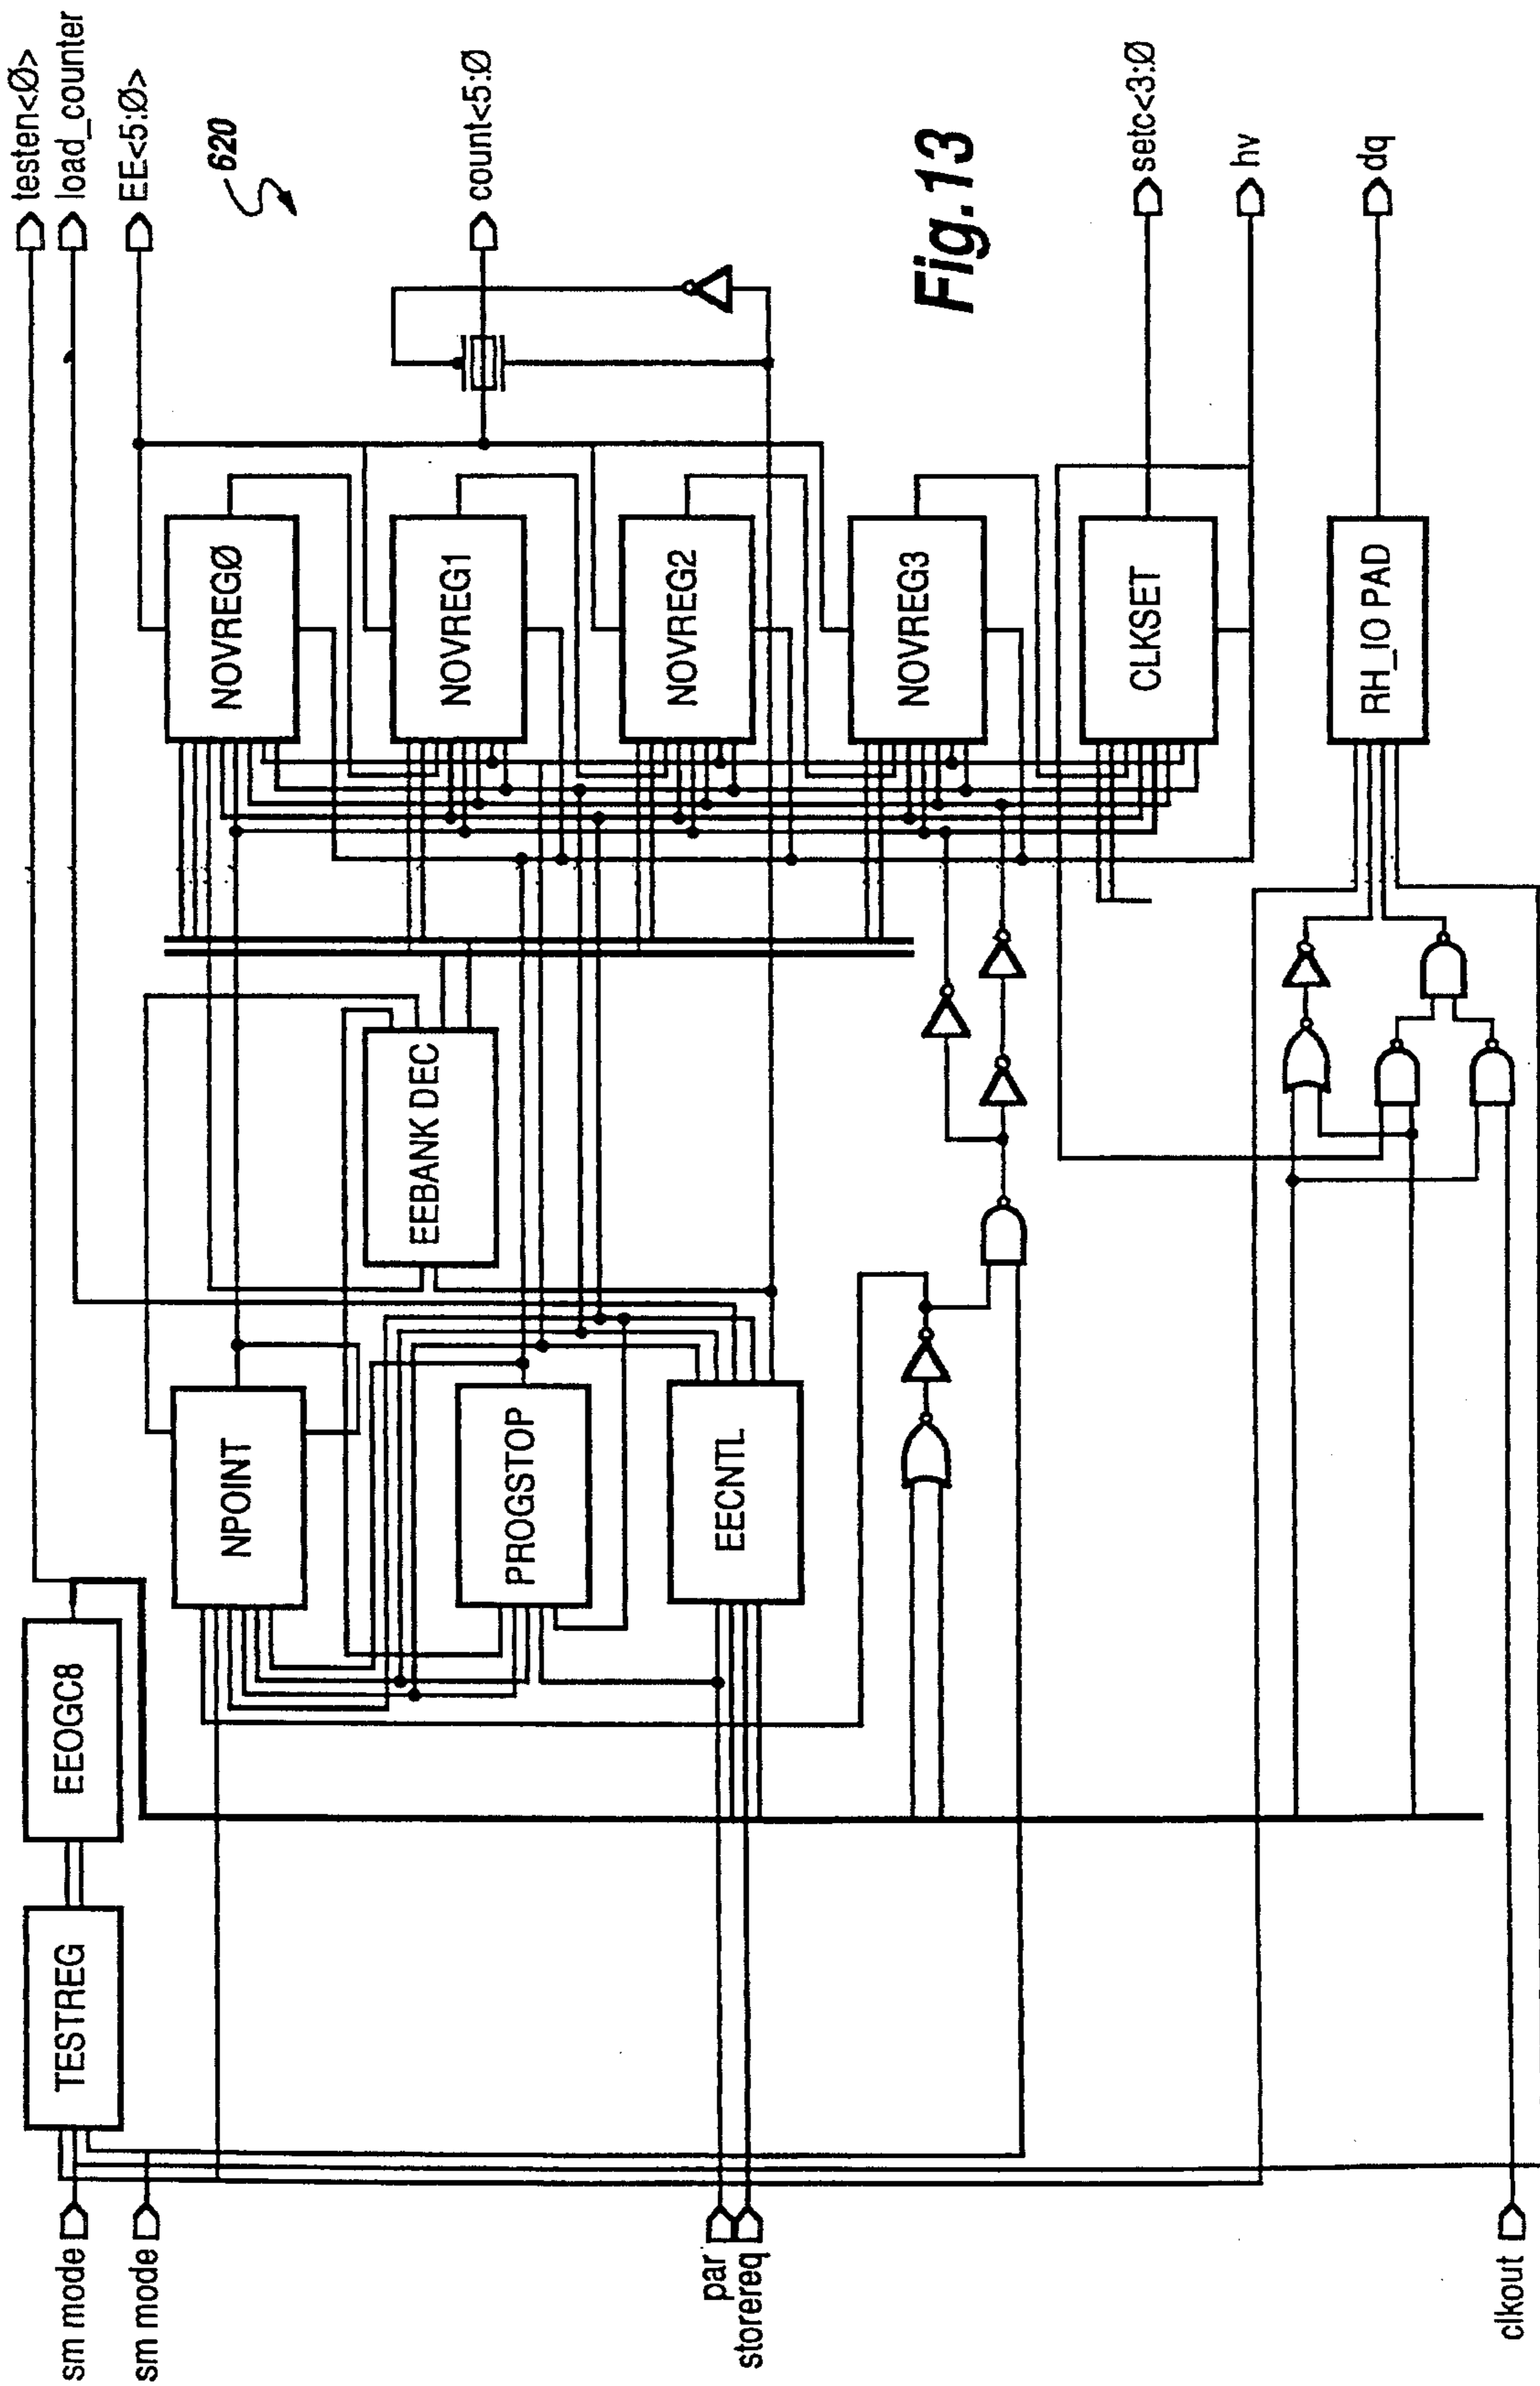 testen<Ø>
load_counter
EE<5:Ø>
620
count<5:Ø
Fig.13
setc<3:Ø
hv
dq
NOVREGØ
NOVREG1
NOVREG2
NOVREG3
CLKSET
RH_IO PAD
EEBANK DEC
NPOINT
PROGSTOP
EECNTL
EEOGC8
TESTREG
sm mode
sm mode
par
storereq
clkout